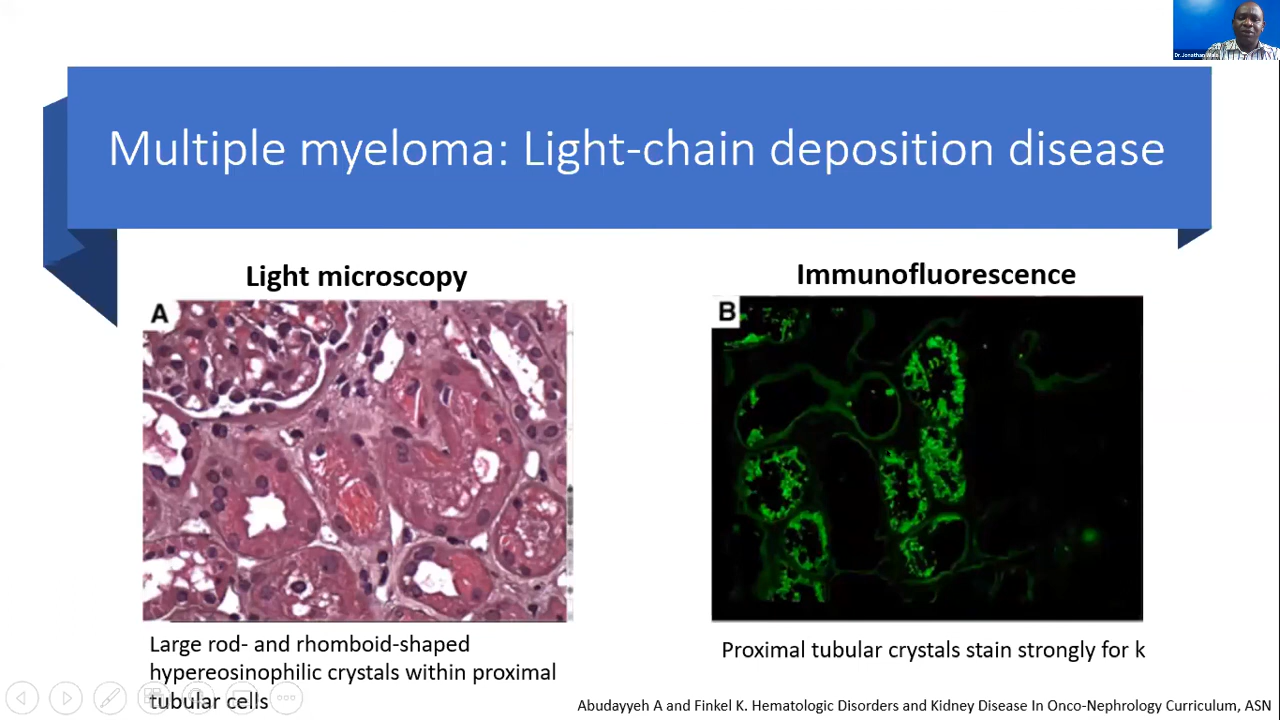 Dr.Jonathan
Multiple myeloma: Light-chain deposition disease
Light microscopy
Immunofluorescence
A
B
Large rod- and rhomboid-shaped
hypereosinophilic crystals within proximal
tubular cells
Proximal tubular crystals stain strongly for k
Abudayyeh A and Finkel K. Hematologic Disorders and Kidney Disease In Onco-Nephrology Curriculum, ASN